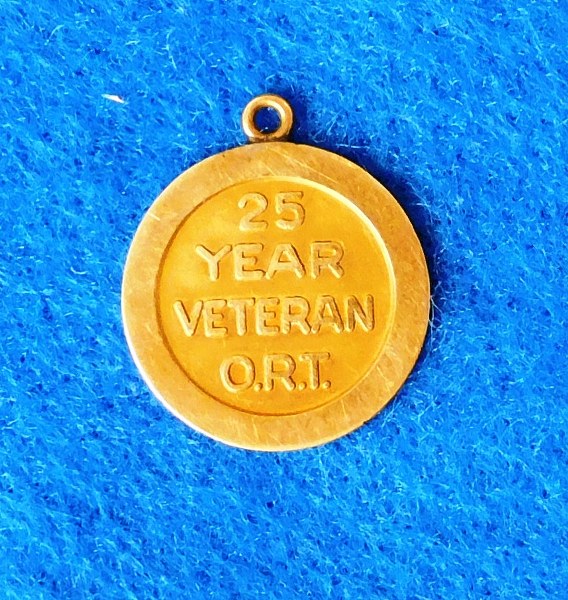 25
YEAR
VETERAN
O.R.T.